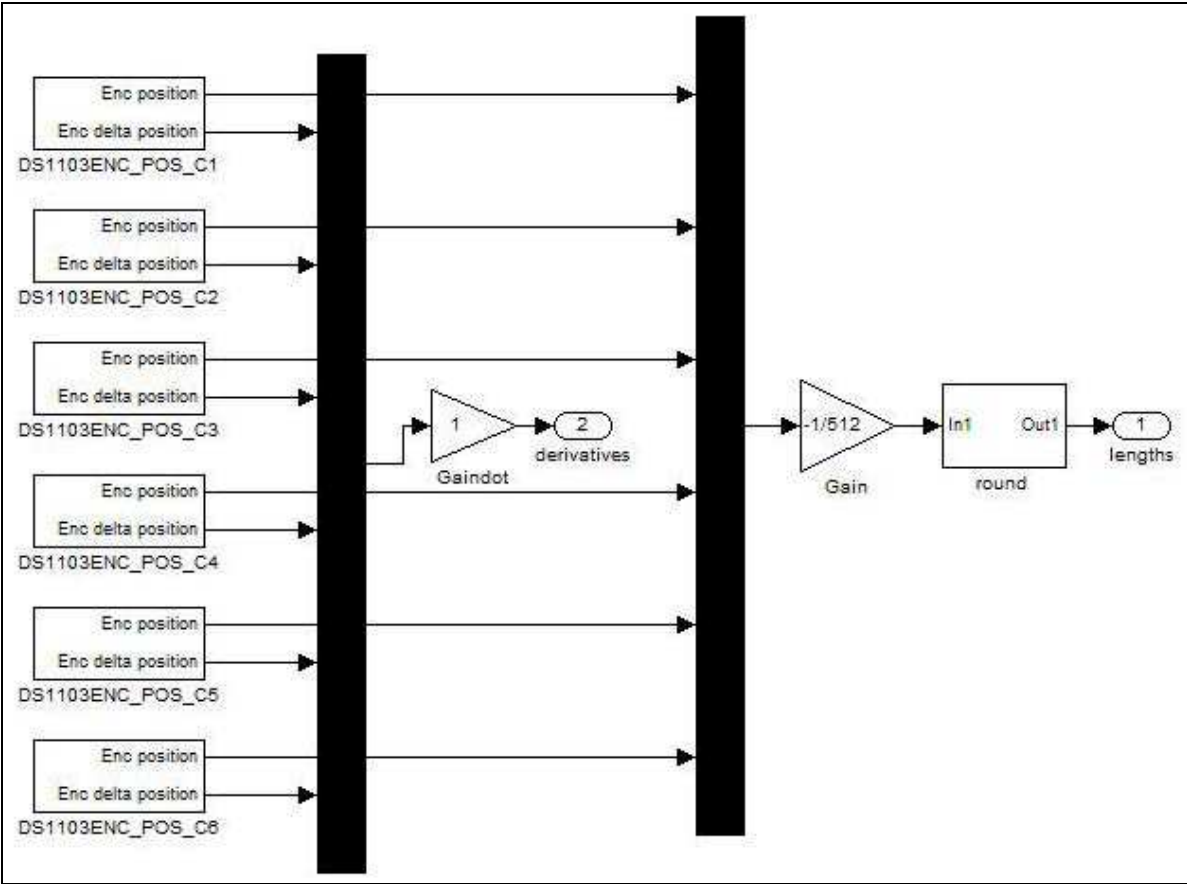 Enc position
Enc delta position
DS1103ENC_POS_C1
Enc position
Enc delta position
DS1103ENC_POS_C2
Enc position
Enc delta position
DS1103ENC_POS_C3
1
Gaindot
2
derivatives
-1/512
Gain
In1 Out1
round
1
lengths
Enc position
Enc delta position
DS1103ENC_POS_C4
Enc position
Enc delta position
DS1103ENC_POS_C5
Enc position
Enc delta position
DS1103ENC_POS_C6